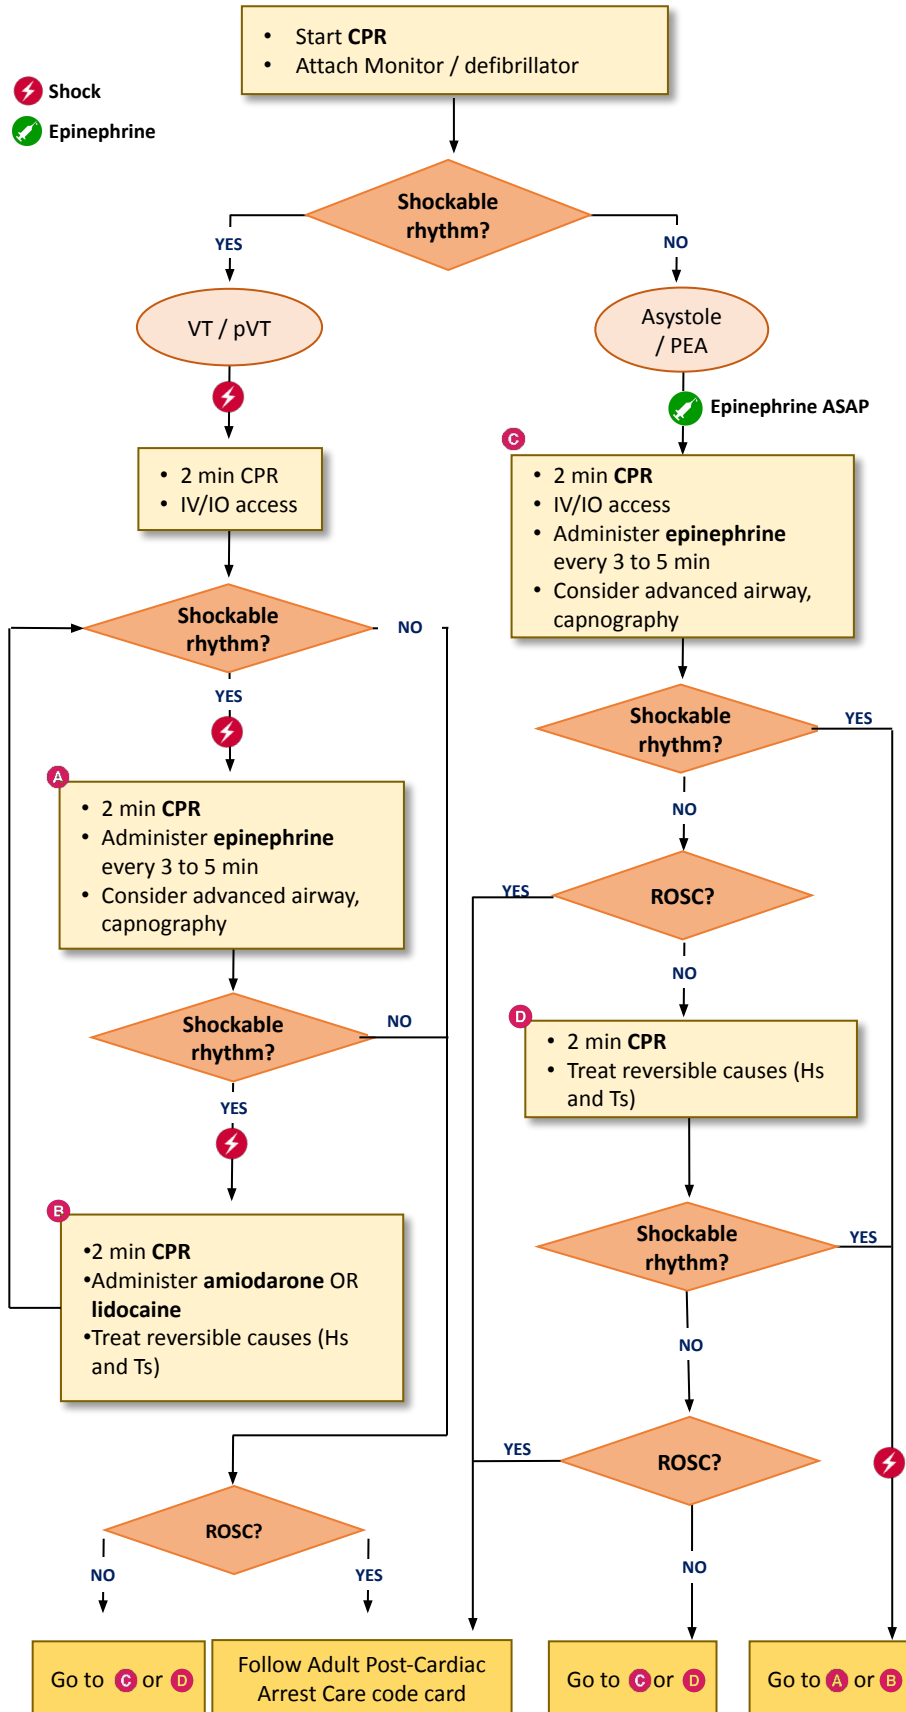 • Start CPR
• Attach Monitor / defibrillator
Shock
Epinephrine
Shockable
rhythm?
YES
NO
VT / pVT
Asystole
/ PEA
Epinephrine ASAP
• 2 min CPR
• IV/IO access
C
• 2 min CPR
• IV/IO access
• Administer epinephrine
every 3 to 5 min
• Consider advanced airway,
capnography
Shockable
rhythm?
NO
YES
Shockable
rhythm?
YES
NO
A
• 2 min CPR
• Administer epinephrine
every 3 to 5 min
• Consider advanced airway,
capnography
ROSC?
YES
NO
Shockable
rhythm?
NO
YES
D
• 2 min CPR
• Treat reversible causes (Hs
and Ts)
B
•2 min CPR
•Administer amiodarone OR
lidocaine
•Treat reversible causes (Hs
and Ts)
Shockable
rhythm?
YES
NO
ROSC?
YES
NO
ROSC?
NO
YES
Go to C or D
Follow Adult Post-Cardiac
Arrest Care code card
Go to C or D
Go to A or B